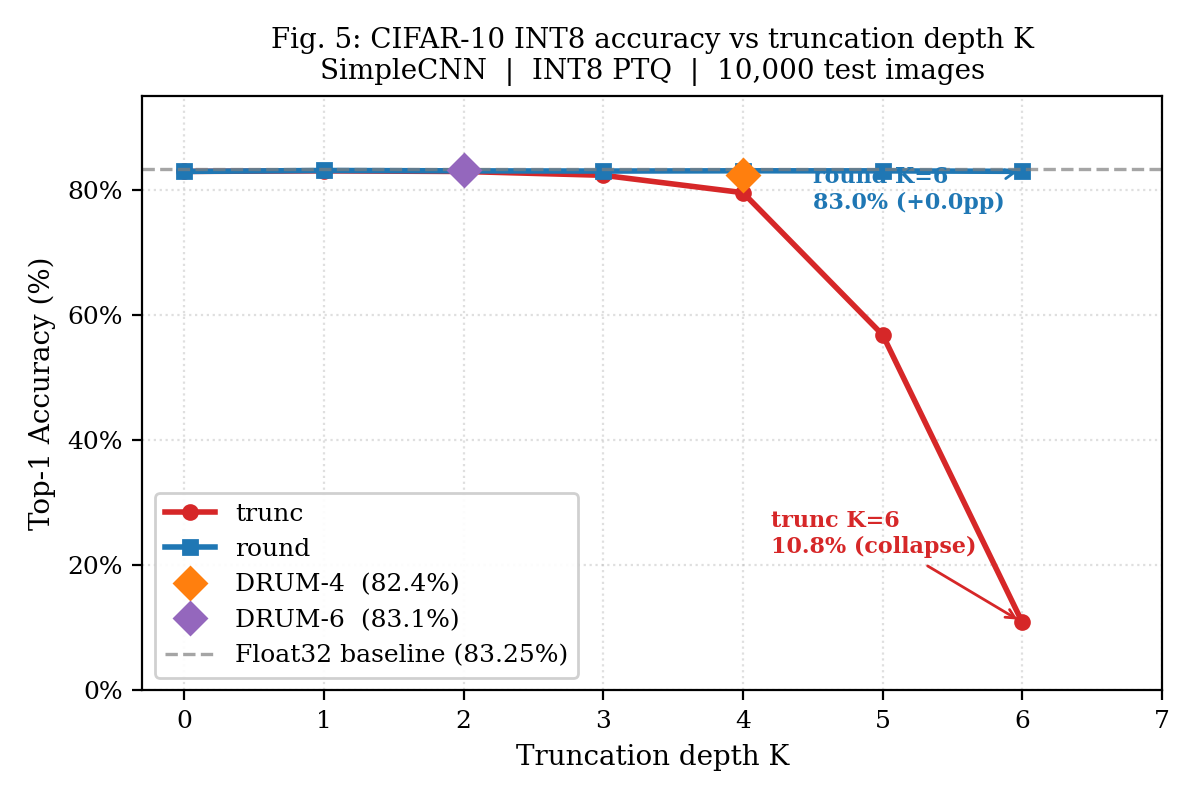 Fig. 5: CIFAR-10 INT8 accuracy vs truncation depth K
SimpleCNN | INT8 PTQ | 10,000 test images
Top-1 Accuracy (%)
80%
60%
40%
20%
0%
round K=6
83.0% (+0.0pp)
trunc K=6
10.8% (collapse)
trunc
round
DRUM-4 (82.4%)
DRUM-6 (83.1%)
Float32 baseline (83.25%)
0 1 2 3 4 5 6 7
Truncation depth K